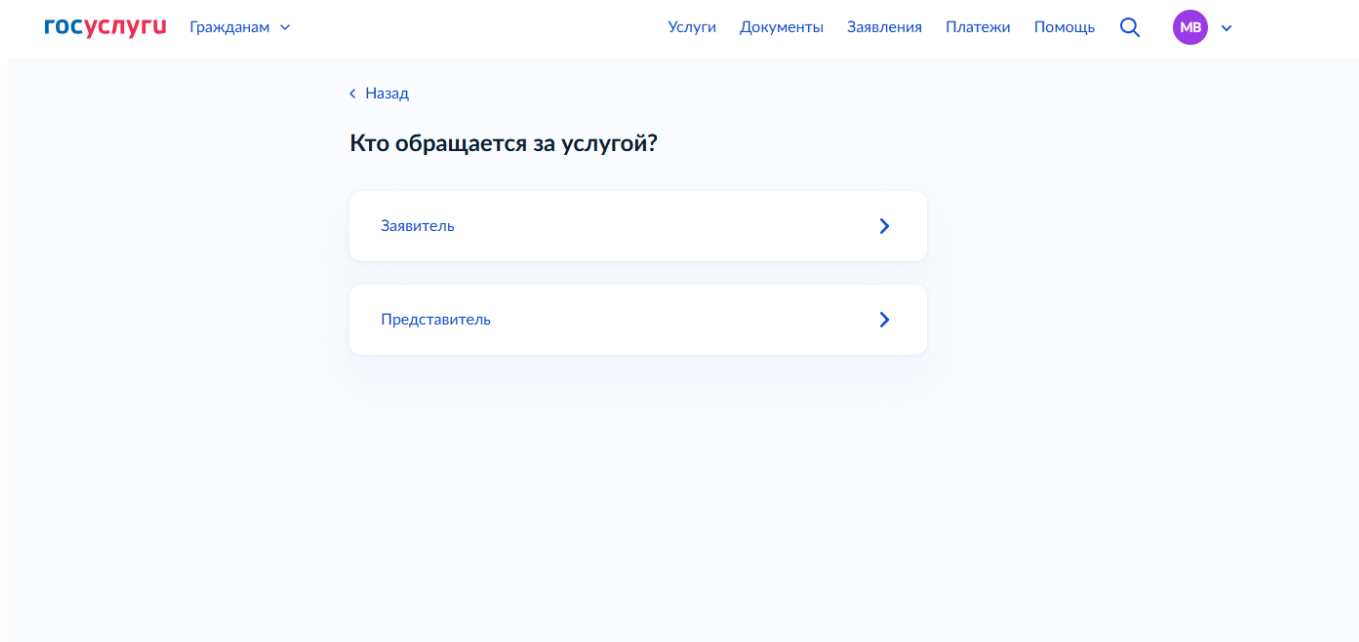 госуслуги Гражданам Услуги Документы Заявления Платежи Помощь МВ
Назад
Кто обращается за услугой?
Заявитель
Представитель